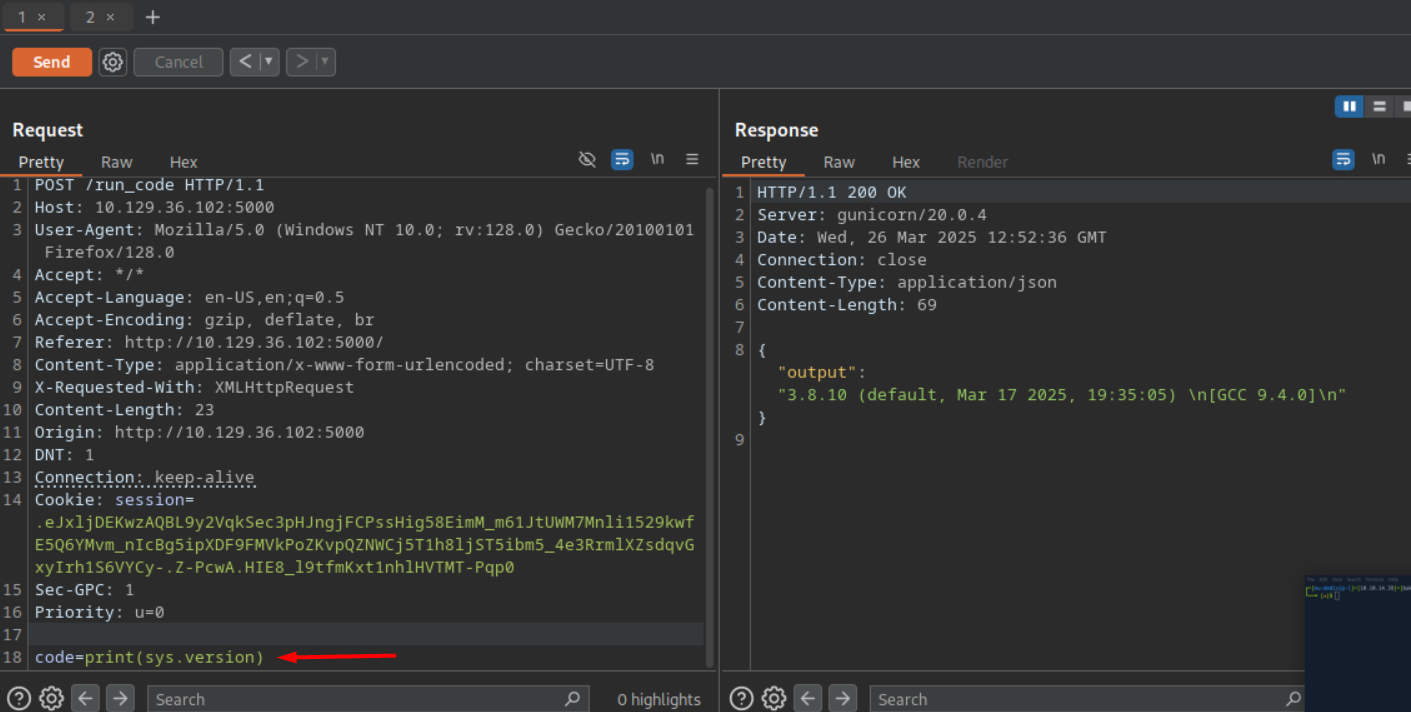 1 × 2 × +
Send Cancel < > 
Request
Pretty Raw Hex \n
1 POST /run_code HTTP/1.1
2 Host: 10.129.36.102:5000
3 User-Agent: Mozilla/5.0 (Windows NT 10.0; rv:128.0) Gecko/20100101
Firefox/128.0
4 Accept: */*
5 Accept-Language: en-US,en;q=0.5
6 Accept-Encoding: gzip, deflate, br
7 Referer: http://10.129.36.102:5000/
8 Content-Type: application/x-www-form-urlencoded; charset=UTF-8
9 X-Requested-With: XMLHttpRequest
10 Content-Length: 23
11 Origin: http://10.129.36.102:5000
12 DNT: 1
13 Connection: keep-alive
14 Cookie: session=
.eJxljDEKwzAQBL9y2VqkSec3pHJngjFCPssHig58EimM_m61JtUWM7Mnli1529kwf
E5Q6YMvm_nIcBg5ipXDF9FMVkPoZKvpQZNWCj5T1h8ljST5ibm5_4e3RrmlXZsdqvG
xyIrh1S6VYCy-.Z-PcwA.HIE8_l9tfmKxt1nhlHVTMT-Pqp0
15 Sec-GPC: 1
16 Priority: u=0
17
18 code=print(sys.version)
Search 0 highlights
Response
Pretty Raw Hex Render \n
1 HTTP/1.1 200 OK
2 Server: gunicorn/20.0.4
3 Date: Wed, 26 Mar 2025 12:52:36 GMT
4 Connection: close
5 Content-Type: application/json
6 Content-Length: 69
7
8 {
"output":
"3.8.10 (default, Mar 17 2025, 19:35:05) \n[GCC 9.4.0]\n"
}
9
Search